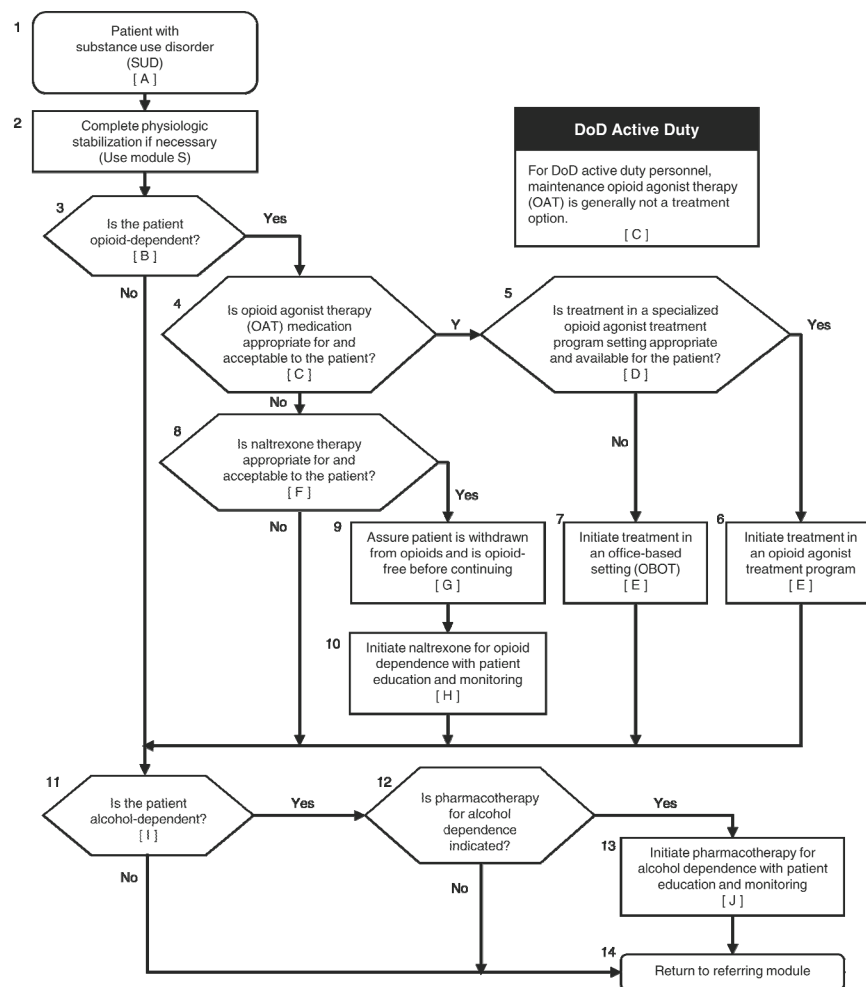 1
Patient with
substance use disorder
(SUD)
[ A ]
2
Complete physiologic
stabilization if necessary
(Use module S)
DoD Active Duty
For DoD active duty personnel,
maintenance opioid agonist therapy
(OAT) is generally not a treatment
option.
[ C ]
3
Is the patient
opioid-dependent?
[ B ]
Yes
No
4
Is opioid agonist therapy
(OAT) medication
appropriate for and
acceptable to the patient?
[ C ]
Y
No
5
Is treatment in a specialized
opioid agonist treatment
program setting appropriate
and available for the patient?
[ D ]
Yes
No
8
Is naltrexone therapy
appropriate for and
acceptable to the patient?
[ F ]
Yes
No
9
Assure patient is withdrawn
from opioids and is opioid-
free before continuing
[ G ]
7
Initiate treatment in
an office-based
setting (OBOT)
[ E ]
6
Initiate treatment in
an opioid agonist
treatment program
[ E ]
10
Initiate naltrexone for opioid
dependence with patient
education and monitoring
[ H ]
11
Is the patient
alcohol-dependent?
[ I ]
Yes
No
12
Is pharmacotherapy
for alcohol
dependence
indicated?
Yes
No
13
Initiate pharmacotherapy for
alcohol dependence with patient
education and monitoring
[ J ]
14
Return to referring module